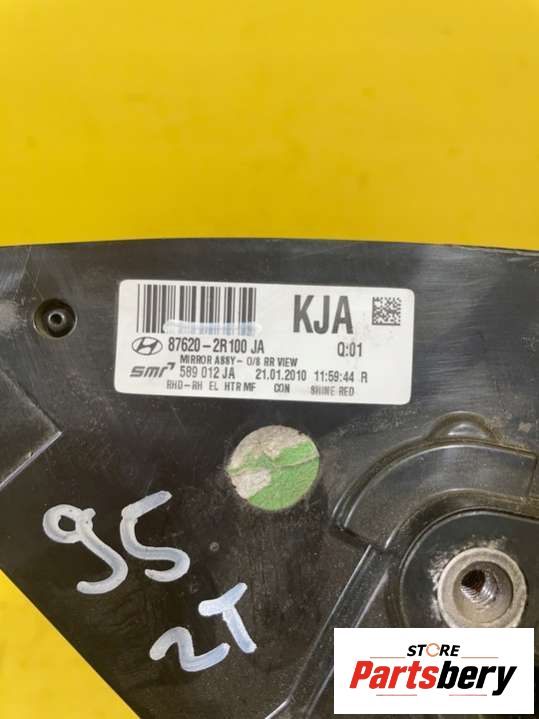 KJA
87620-2R100 JA
Q:01
MIRROR ASSY- O/S RR VIEW
smr 589 012 JA 21.01.2010 11:59:44 R
RHD-RH EL HTR MF CON SHINE RED
95
2T
STORE
Partsbery